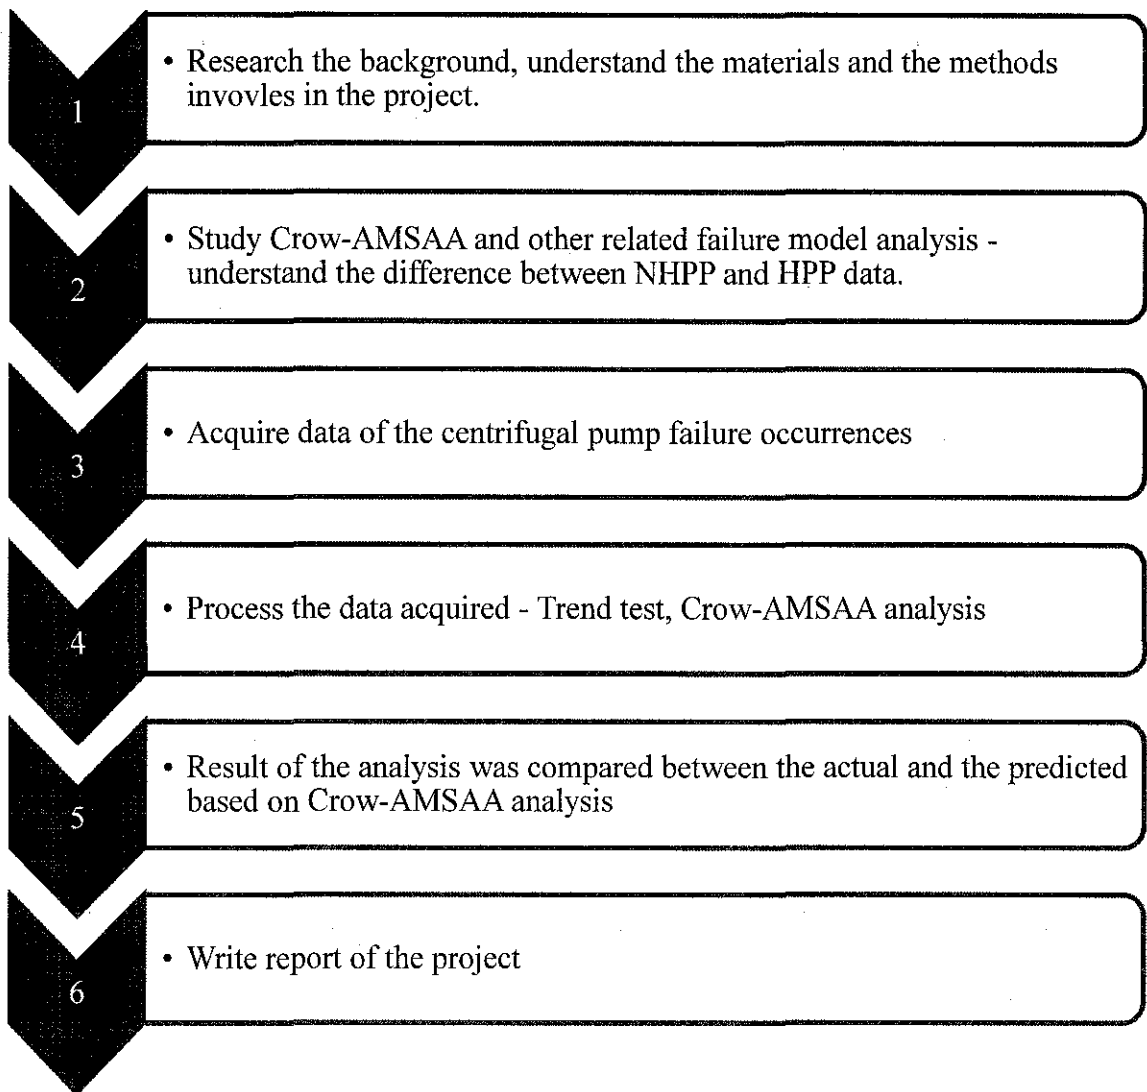 • Research the background, understand the materials and the methods
invovles in the project.
1
• Study Crow-AMSAA and other related failure model analysis -
understand the difference between NHPP and HPP data.
2
• Acquire data of the centrifugal pump failure occurrences
3
• Process the data acquired - Trend test, Crow-AMSAA analysis
4
• Result of the analysis was compared between the actual and the predicted
based on Crow-AMSAA analysis
5
• Write report of the project
6